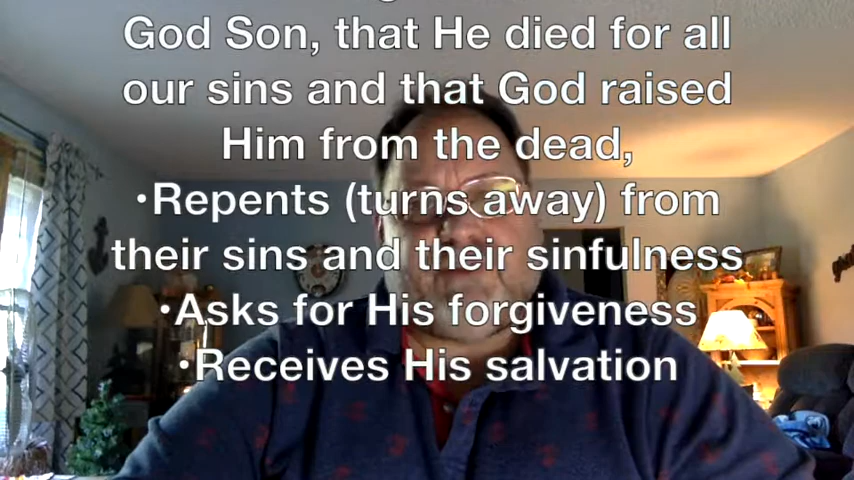 God Son, that He died for all
our sins and that God raised
Him from the dead,
•Repents (turns away) from
their sins and their sinfulness
•Asks for His forgiveness
•Receives His salvation